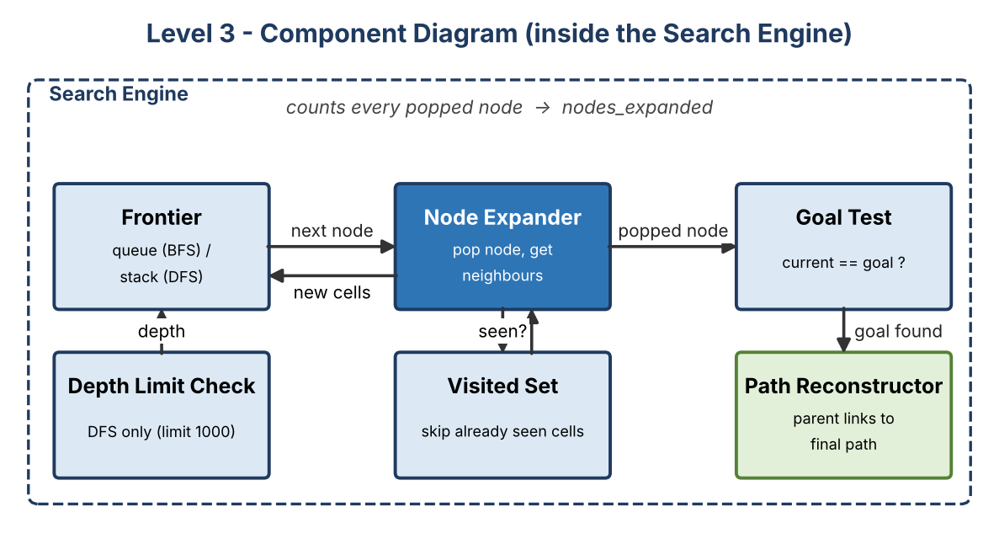 Level 3 - Component Diagram (inside the Search Engine)
Search Engine
counts every popped node → nodes_expanded
Frontier
queue (BFS) /
stack (DFS)
next node
new cells
Node Expander
pop node, get
neighbours
popped node
Goal Test
current == goal ?
depth
seen?
goal found
Depth Limit Check
DFS only (limit 1000)
Visited Set
skip already seen cells
Path Reconstructor
parent links to
final path